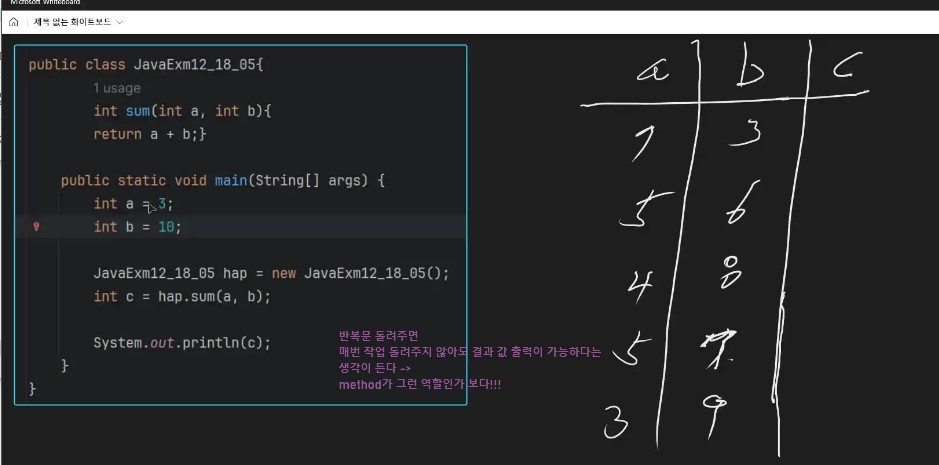 Microsoft Whiteboard
제목 없는 화이트보드
public class JavaExm12_18_05{
1 usage
int sum(int a, int b){
return a + b;}
public static void main(String[] args) {
int a = 3;
int b = 10;
JavaExm12_18_05 hap = new JavaExm12_18_05();
int c = hap.sum(a, b);
System.out.println(c);
}
}
반복문 돌려주면
매번 작업 돌려주지 않아도 결과 값 출력이 가능하다는
생각이 든다 ->
method가 그런 역할인가 보다!!!
a b c
3
5 6
4 8
5
3 9